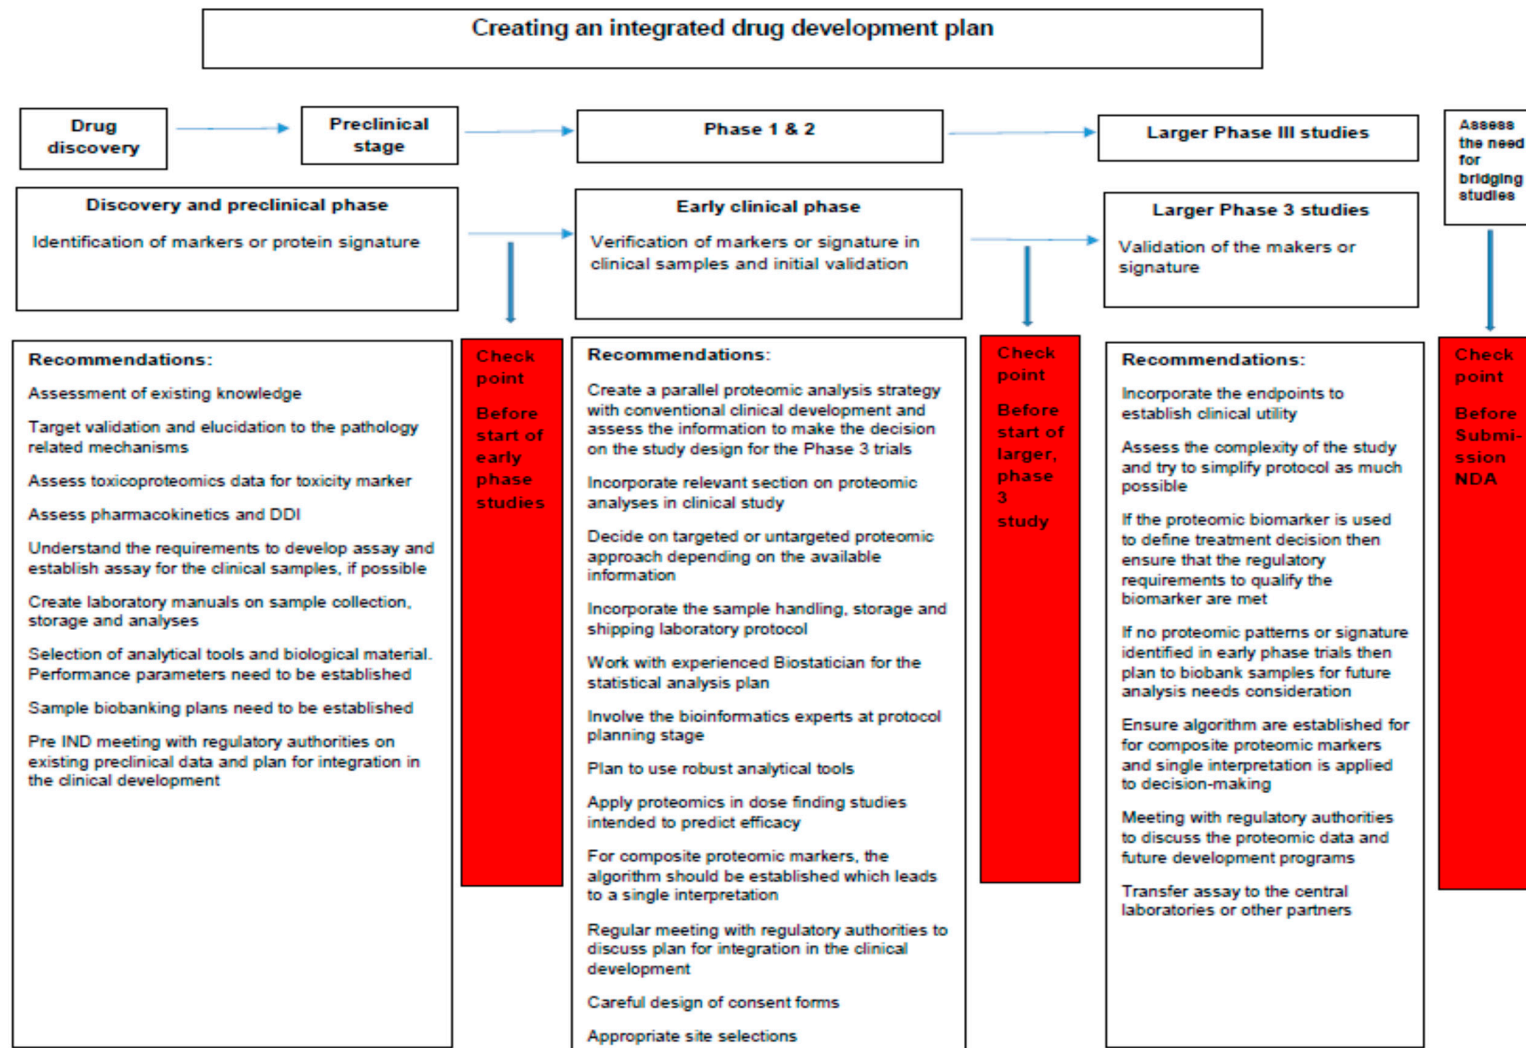 Creating an integrated drug development plan
Drug
discovery
Preclinical
stage
Phase 1 & 2
Larger Phase III studies
Assess
the need
for
bridging
studies
Discovery and preclinical phase
Identification of markers or protein signature
Early clinical phase
Verification of markers or signature in
clinical samples and initial validation
Larger Phase 3 studies
Validation of the makers or
signature
Recommendations:
Assessment of existing knowledge
Target validation and elucidation to the pathology
related mechanisms
Assess toxicoproteomics data for toxicity marker
Assess pharmacokinetics and DDI
Understand the requirements to develop assay and
establish assay for the clinical samples, if possible
Create laboratory manuals on sample collection,
storage and analyses
Selection of analytical tools and biological material.
Performance parameters need to be established
Sample biobanking plans need to be established
Pre IND meeting with regulatory authorities on
existing preclinical data and plan for integration in
the clinical development
Check
point
Before
start of
early
phase
studies
Recommendations:
Create a parallel proteomic analysis strategy
with conventional clinical development and
assess the information to make the decision
on the study design for the Phase 3 trials
Incorporate relevant section on proteomic
analyses in clinical study
Decide on targeted or untargeted proteomic
approach depending on the available
information
Incorporate the sample handling, storage and
shipping laboratory protocol
Work with experienced Biostatician for the
statistical analysis plan
Involve the bioinformatics experts at protocol
planning stage
Plan to use robust analytical tools
Apply proteomics in dose finding studies
intended to predict efficacy
For composite proteomic markers, the
algorithm should be established which leads
to a single interpretation
Regular meeting with regulatory authorities to
discuss plan for integration in the clinical
development
Careful design of consent forms
Appropriate site selections
Check
point
Before
start of
larger,
phase
3
study
Recommendations:
Incorporate the endpoints to
establish clinical utility
Assess the complexity of the study
and try to simplify protocol as much
possible
If the proteomic biomarker is used
to define treatment decision then
ensure that the regulatory
requirements to qualify the
biomarker are met
If no proteomic patterns or signature
identified in early phase trials then
plan to biobank samples for future
analysis needs consideration
Ensure algorithm are established for
for composite proteomic markers
and single interpretation is applied
to decision-making
Meeting with regulatory authorities
to discuss the proteomic data and
future development programs
Transfer assay to the central
laboratories or other partners
Check
point
Before
Submi-
ssion
NDA